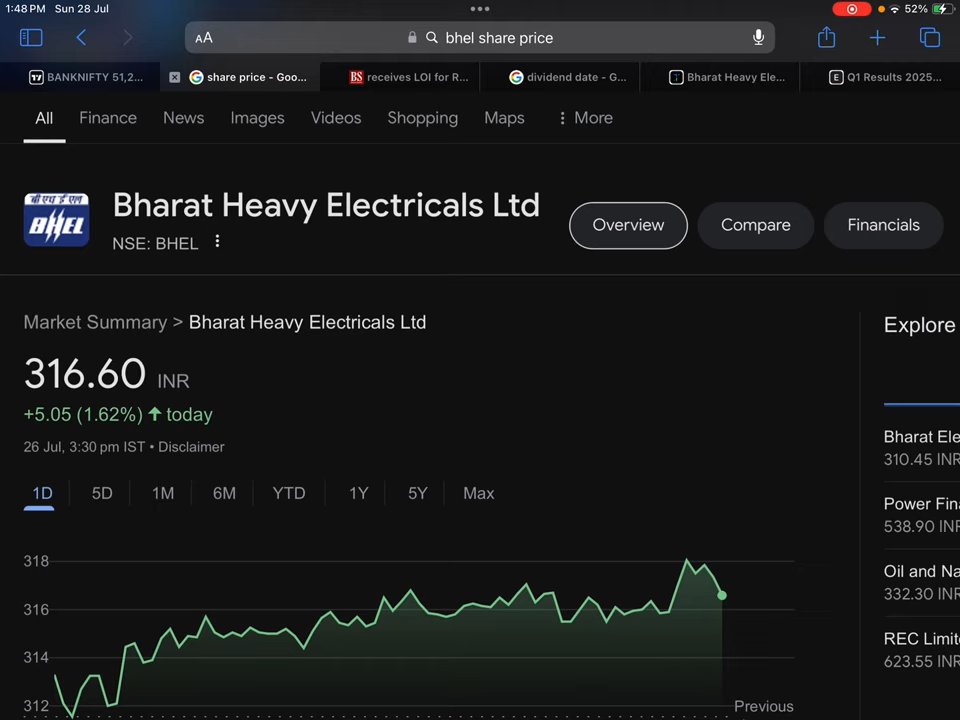 1:48 PM Sun 28 Jul
52%
AA
bhel share price
BANKNIFTY 51,2...
share price - Goo...
BS receives LOI for R...
dividend date - G...
Bharat Heavy Ele...
E Q1 Results 2025...
All Finance News Images Videos Shopping Maps More
बी एच ई एल
BHEL
Bharat Heavy Electricals Ltd
NSE: BHEL
Overview Compare Financials
Market Summary > Bharat Heavy Electricals Ltd
Explore
316.60 INR
+5.05 (1.62%) ↑ today
26 Jul, 3:30 pm IST • Disclaimer
Bharat Ele
310.45 INR
1D 5D 1M 6M YTD 1Y 5Y Max
Power Fina
538.90 INR
318
Oil and Na
332.30 INR
316
REC Limite
623.55 INR
314
312
Previous